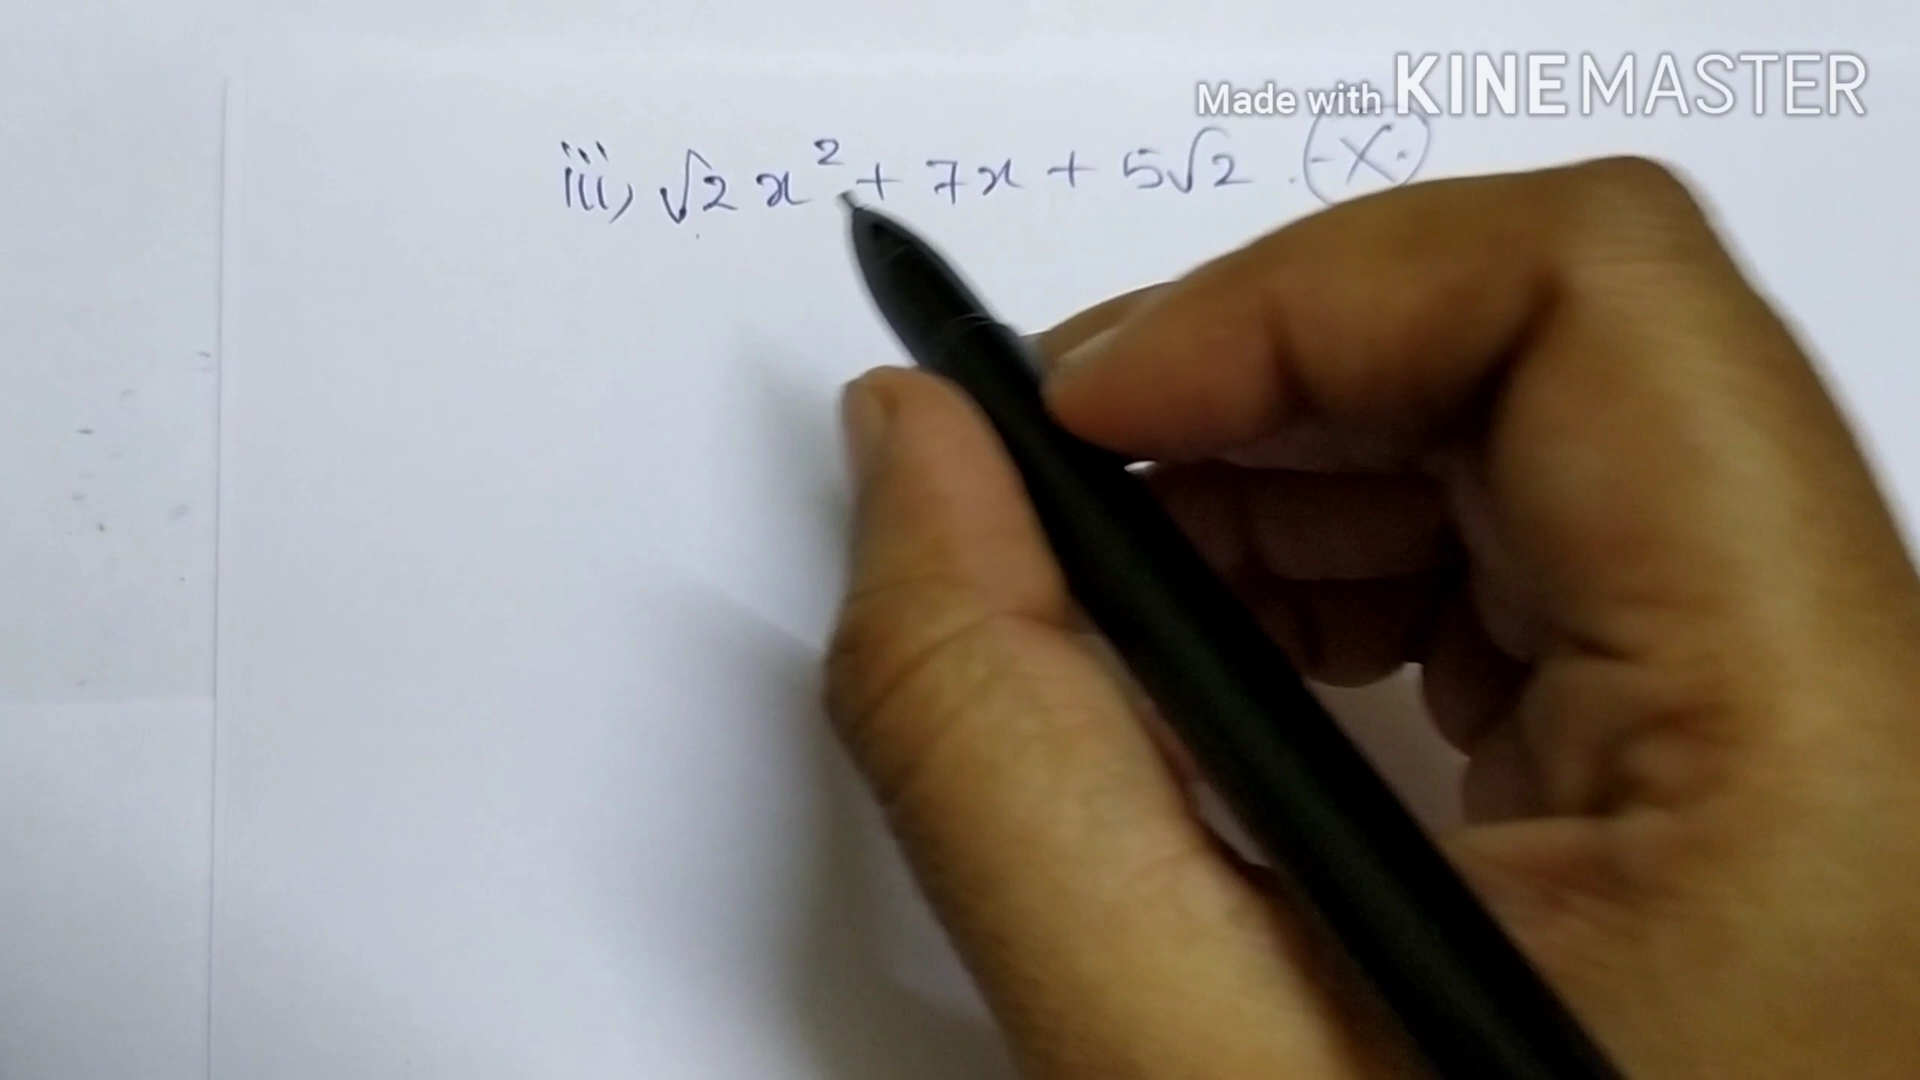 Made with KINEMASTER
iii) √2 x² + 7x + 5√2 . (-X.)